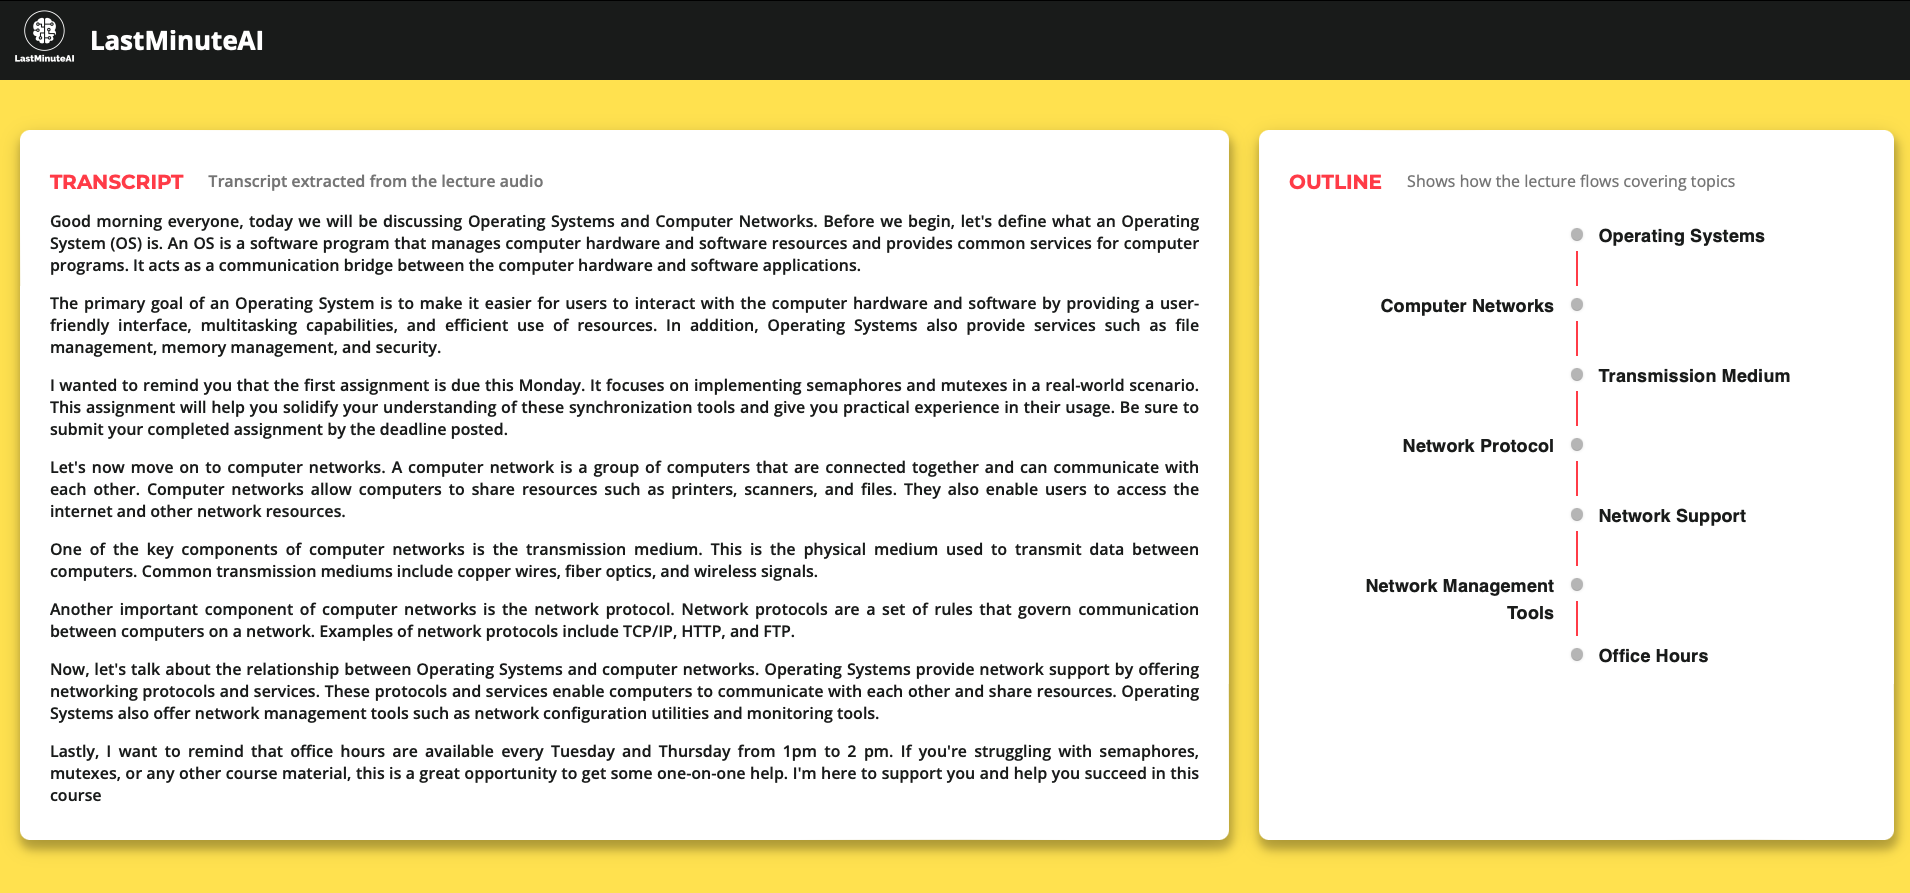 LastMinuteAI
LastMinuteAI
TRANSCRIPT Transcript extracted from the lecture audio
Good morning everyone, today we will be discussing Operating Systems and Computer Networks. Before we begin, let's define what an Operating
System (OS) is. An OS is a software program that manages computer hardware and software resources and provides common services for computer
programs. It acts as a communication bridge between the computer hardware and software applications.
The primary goal of an Operating System is to make it easier for users to interact with the computer hardware and software by providing a user-
friendly interface, multitasking capabilities, and efficient use of resources. In addition, Operating Systems also provide services such as file
management, memory management, and security.
I wanted to remind you that the first assignment is due this Monday. It focuses on implementing semaphores and mutexes in a real-world scenario.
This assignment will help you solidify your understanding of these synchronization tools and give you practical experience in their usage. Be sure to
submit your completed assignment by the deadline posted.
Let's now move on to computer networks. A computer network is a group of computers that are connected together and can communicate with
each other. Computer networks allow computers to share resources such as printers, scanners, and files. They also enable users to access the
internet and other network resources.
One of the key components of computer networks is the transmission medium. This is the physical medium used to transmit data between
computers. Common transmission mediums include copper wires, fiber optics, and wireless signals.
Another important component of computer networks is the network protocol. Network protocols are a set of rules that govern communication
between computers on a network. Examples of network protocols include TCP/IP, HTTP, and FTP.
Now, let's talk about the relationship between Operating Systems and computer networks. Operating Systems provide network support by offering
networking protocols and services. These protocols and services enable computers to communicate with each other and share resources. Operating
Systems also offer network management tools such as network configuration utilities and monitoring tools.
Lastly, I want to remind that office hours are available every Tuesday and Thursday from 1pm to 2 pm. If you're struggling with semaphores,
mutexes, or any other course material, this is a great opportunity to get some one-on-one help. I'm here to support you and help you succeed in this
course
OUTLINE Shows how the lecture flows covering topics
Operating Systems
Computer Networks
Transmission Medium
Network Protocol
Network Support
Network Management
Tools
Office Hours